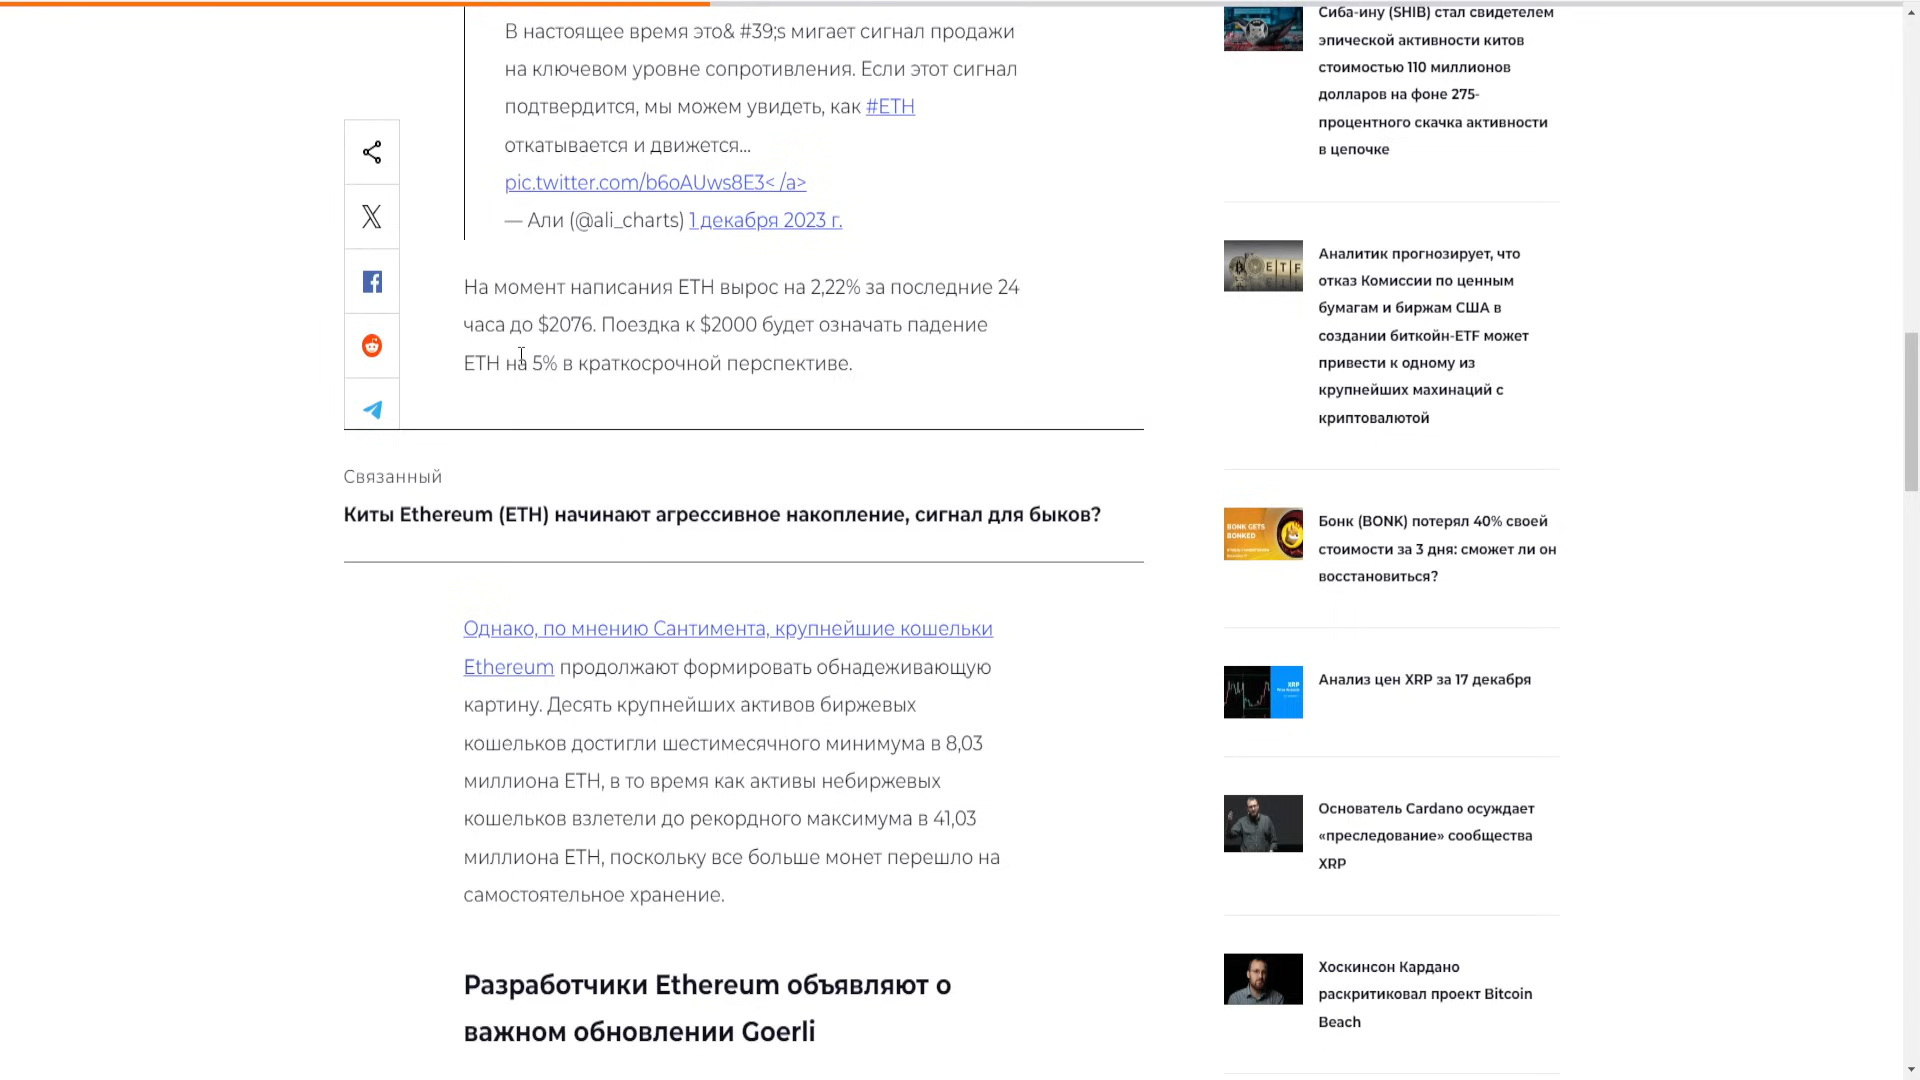 В настоящее время это& #39;s мигает сигнал продажи
на ключевом уровне сопротивления. Если этот сигнал
подтвердится, мы можем увидеть, как #ETH
откатывается и движется...
pic.twitter.com/b6oAUws8E3< /a>
— Али (@ali_charts) 1 декабря 2023 г.
На момент написания ETH вырос на 2,22% за последние 24
часа до $2076. Поездка к $2000 будет означать падение
ETH на 5% в краткосрочной перспективе.
Связанный
Киты Ethereum (ETH) начинают агрессивное накопление, сигнал для быков?
Однако, по мнению Сантимента, крупнейшие кошельки
Ethereum продолжают формировать обнадеживающую
картину. Десять крупнейших активов биржевых
кошельков достигли шестимесячного минимума в 8,03
миллиона ETH, в то время как активы небиржевых
кошельков взлетели до рекордного максимума в 41,03
миллиона ETH, поскольку все больше монет перешло на
самостоятельное хранение.
Разработчики Ethereum объявляют о
важном обновлении Goerli
Сиба-ину (SHIB) стал свидетелем
эпической активности китов
стоимостью 110 миллионов
долларов на фоне 275-
процентного скачка активности
в цепочке
ETF
Аналитик прогнозирует, что
отказ Комиссии по ценным
бумагам и биржам США в
создании биткойн-ETF может
привести к одному из
крупнейших махинаций с
криптовалютой
BONK GETS
BONKED
Бонк (BONK) потерял 40% своей
стоимости за 3 дня: сможет ли он
восстановиться?
XRP
Анализ цен XRP за 17 декабря
Основатель Cardano осуждает
«преследование» сообщества
XRP
Хоскинсон Кардано
раскритиковал проект Bitcoin
Beach